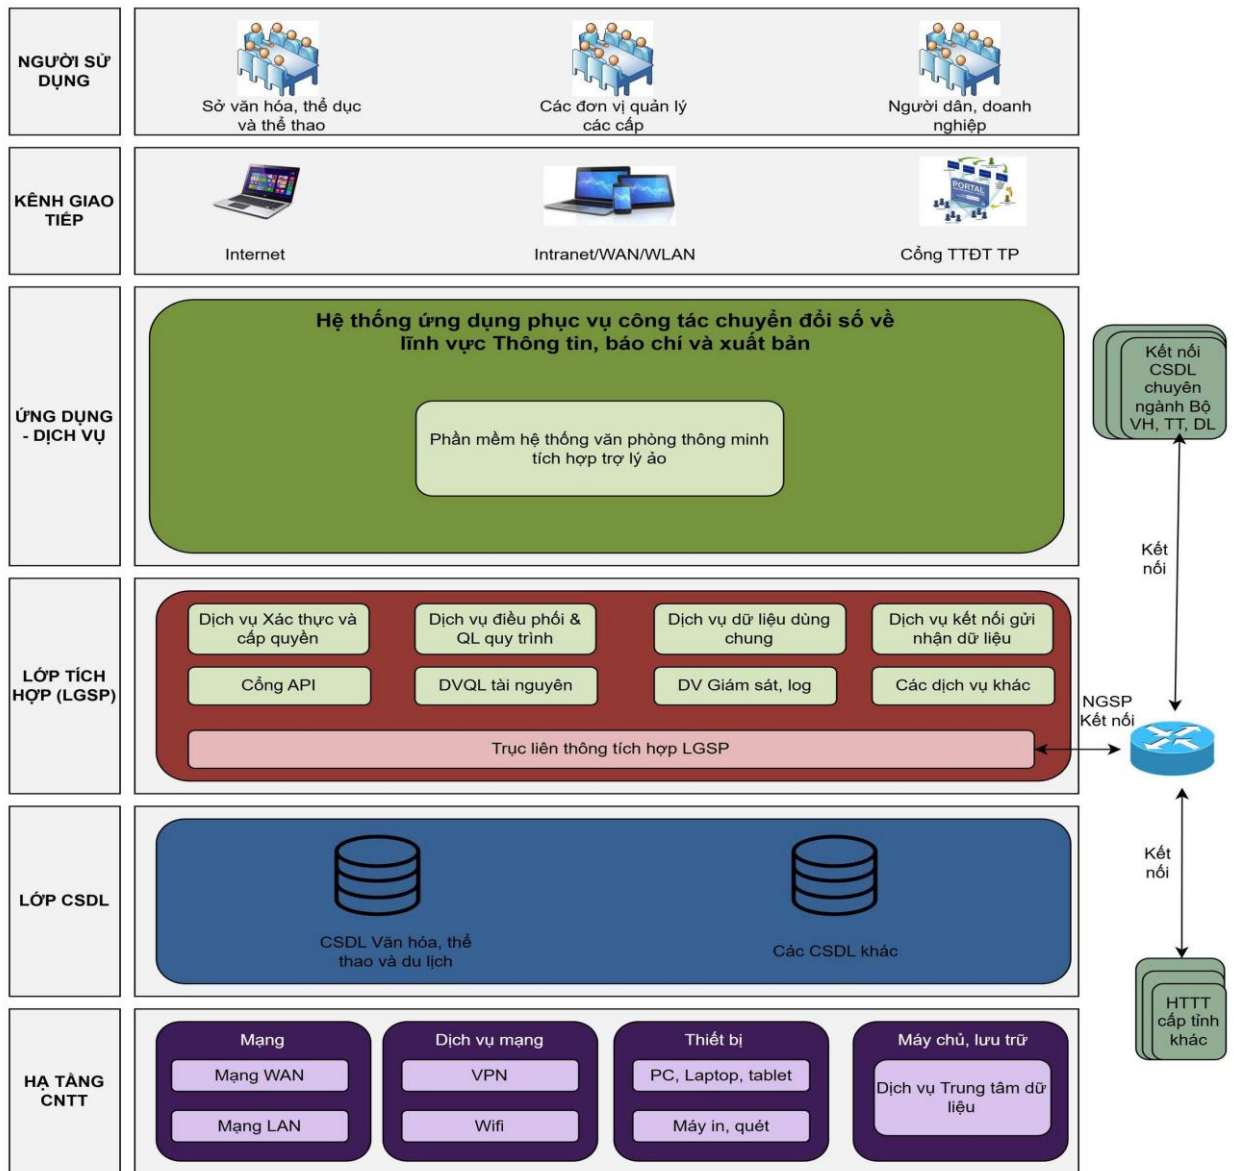 NGƯỜI SỬ
DỤNG
Sở văn hóa, thể dục
và thể thao
Các đơn vị quản lý
các cấp
Người dân, doanh
nghiệp
KÊNH GIAO
TIẾP
Internet
Intranet/WAN/WLAN
PORTAL
Cổng TTĐT TP
ỨNG DỤNG
- DỊCH VỤ
Hệ thống ứng dụng phục vụ công tác chuyển đổi số về
lĩnh vực Thông tin, báo chí và xuất bản
Phần mềm hệ thống văn phòng thông minh
tích hợp trợ lý ảo
Kết nối
CSDL
chuyên
ngành Bộ
VH, TT, DL
Kết
nối
LỚP TÍCH
HỢP (LGSP)
Dịch vụ Xác thực và
cấp quyền
Dịch vụ điều phối &
QL quy trình
Dịch vụ dữ liệu dùng
chung
Dịch vụ kết nối gửi
nhận dữ liệu
Cổng API
DVQL tài nguyên
DV Giám sát, log
Các dịch vụ khác
Trục liên thông tích hợp LGSP
NGSP
Kết nối
LỚP CSDL
CSDL Văn hóa, thể
thao và du lịch
Các CSDL khác
Kết
nối
HTTT
cấp tỉnh
khác
HẠ TẦNG
CNTT
Mạng
Mạng WAN
Mạng LAN
Dịch vụ mạng
VPN
Wifi
Thiết bị
PC, Laptop, tablet
Máy in, quét
Máy chủ, lưu trữ
Dịch vụ Trung tâm dữ
liệu